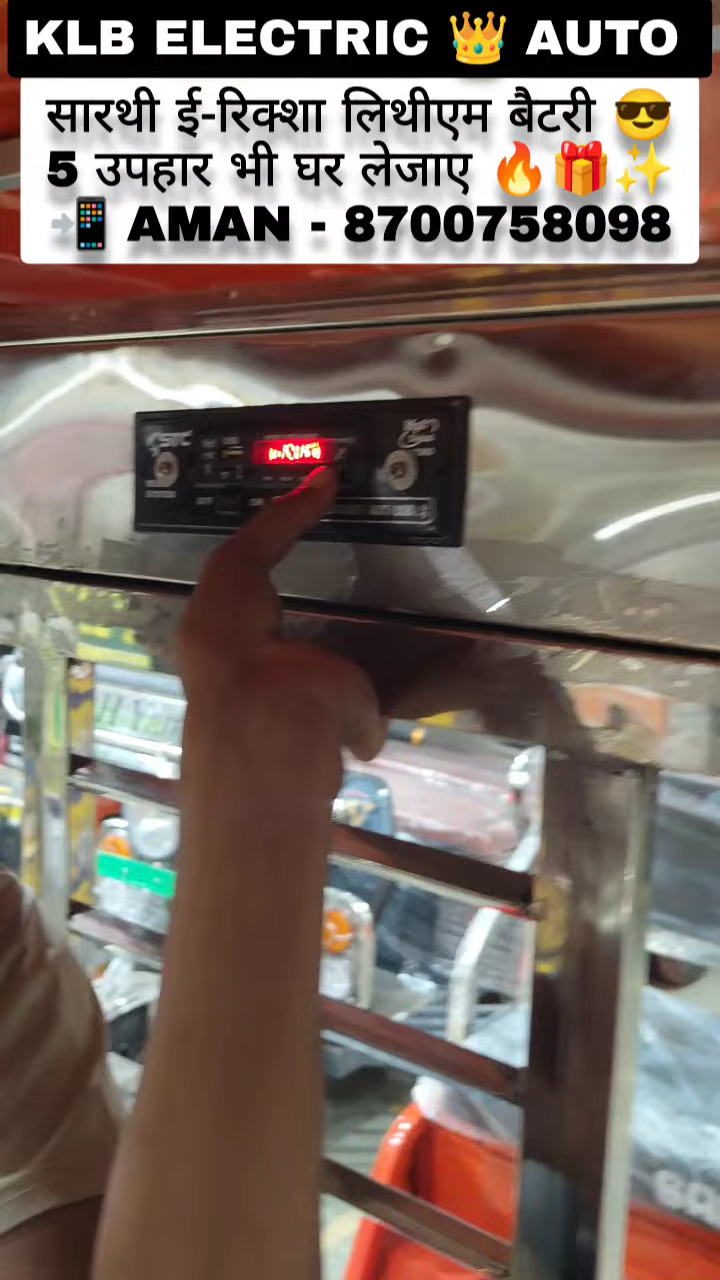 KLB ELECTRIC 👑 AUTO
सारथी ई-रिक्शा लिथीएम बैटरी 😎
5 उपहार भी घर लेजाए 🔥🎁✨
📲 AMAN - 8700758098